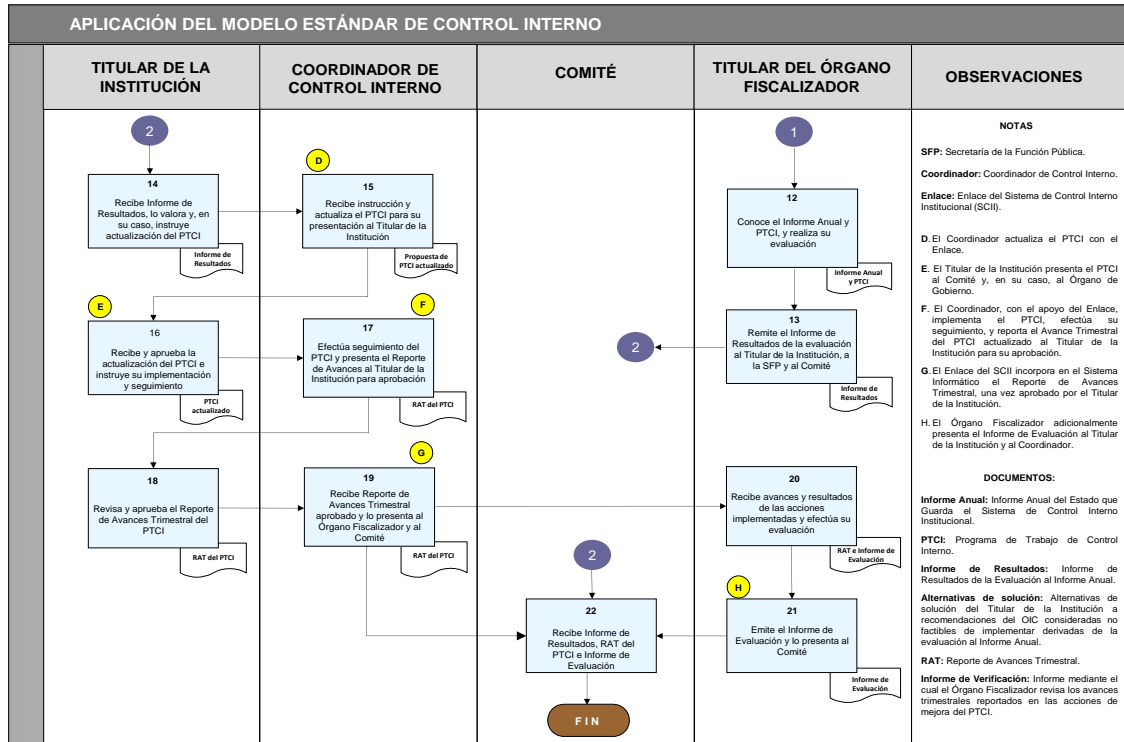 APLICACIÓN DEL MODELO ESTÁNDAR DE CONTROL INTERNO
TITULAR DE LA
INSTITUCIÓN
COORDINADOR DE
CONTROL INTERNO
COMITÉ
TITULAR DEL ÓRGANO
FISCALIZADOR
OBSERVACIONES
2
14
Recibe Informe de
Resultados, lo valora y, en
su caso, instruye
actualización del PTCI
Informe de
Resultados
D
15
Recibe instrucción y
actualiza el PTCI para su
presentación al Titular de la
Institución
Propuesta de
PTCI actualizado
1
12
Conoce el Informe Anual y
PTCI, y realiza su
evaluación
Informe Anual
y PTCI
E
16
Recibe y aprueba la
actualización del PTCI e
instruye su implementación
y seguimiento
PTCI
actualizado
F
17
Efectúa seguimiento del
PTCI y presenta el Reporte
de Avances al Titular de la
Institución para aprobación
RAT del PTCI
2
13
Remite el Informe de
Resultados de la evaluación
al Titular de la Institución, a
la SFP y al Comité
Informe de
Resultados
18
Revisa y aprueba el Reporte
de Avances Trimestral del
PTCI
RAT del PTCI
G
19
Recibe Reporte de
Avances Trimestral
aprobado y lo presenta al
Órgano Fiscalizador y al
Comité
RAT del PTCI
20
Recibe avances y resultados
de las acciones
implementadas y efectúa su
evaluación
RAT e Informe de
Evaluación
2
22
Recibe Informe de
Resultados, RAT del
PTCI e Informe de
Evaluación
H
21
Emite el Informe de
Evaluación y lo presenta al
Comité
Informe de
Evaluación
F I N
NOTAS
SFP: Secretaría de la Función Pública.
Coordinador: Coordinador de Control Interno.
Enlace: Enlace del Sistema de Control Interno
Institucional (SCII).
D. El Coordinador actualiza el PTCI con el
Enlace.
E. El Titular de la Institución presenta el PTCI
al Comité y, en su caso, al Órgano de
Gobierno.
F. El Coordinador, con el apoyo del Enlace,
implementa el PTCI, efectúa su
seguimiento, y reporta el Avance Trimestral
del PTCI actualizado al Titular de la
Institución para su aprobación.
G. El Enlace del SCII incorpora en el Sistema
Informático el Reporte de Avances
Trimestral, una vez aprobado por el Titular
de la Institución.
H. El Órgano Fiscalizador adicionalmente
presenta el Informe de Evaluación al Titular
de la Institución y al Coordinador.
DOCUMENTOS:
Informe Anual: Informe Anual del Estado que
Guarda el Sistema de Control Interno
Institucional.
PTCI: Programa de Trabajo de Control
Interno.
Informe de Resultados: Informe de
Resultados de la Evaluación al Informe Anual.
Alternativas de solución: Alternativas de
solución del Titular de la Institución a
recomendaciones del OIC consideradas no
factibles de implementar derivadas de la
evaluación al Informe Anual.
RAT: Reporte de Avances Trimestral.
Informe de Verificación: Informe mediante el
cual el Órgano Fiscalizador revisa los avances
trimestrales reportados en las acciones de
mejora del PTCI.